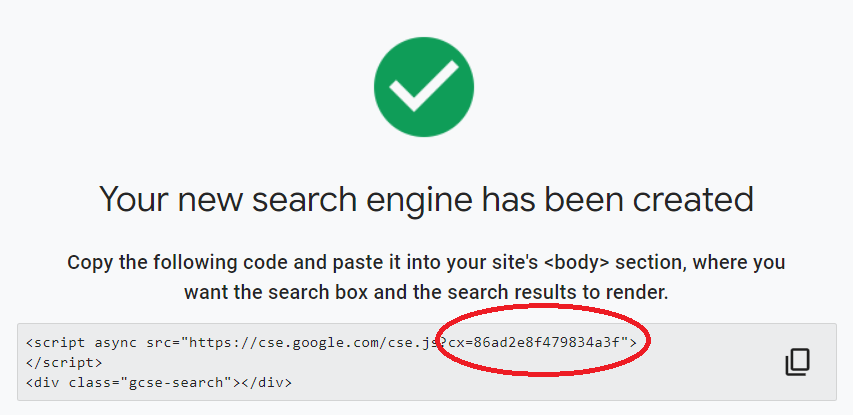 Your new search engine has been created
Copy the following code and paste it into your site's <body> section, where you
want the search box and the search results to render.
<script async src="https://cse.google.com/cse.js?cx=86ad2e8f479834a3f">
</script>
<div class="gcse-search"></div>